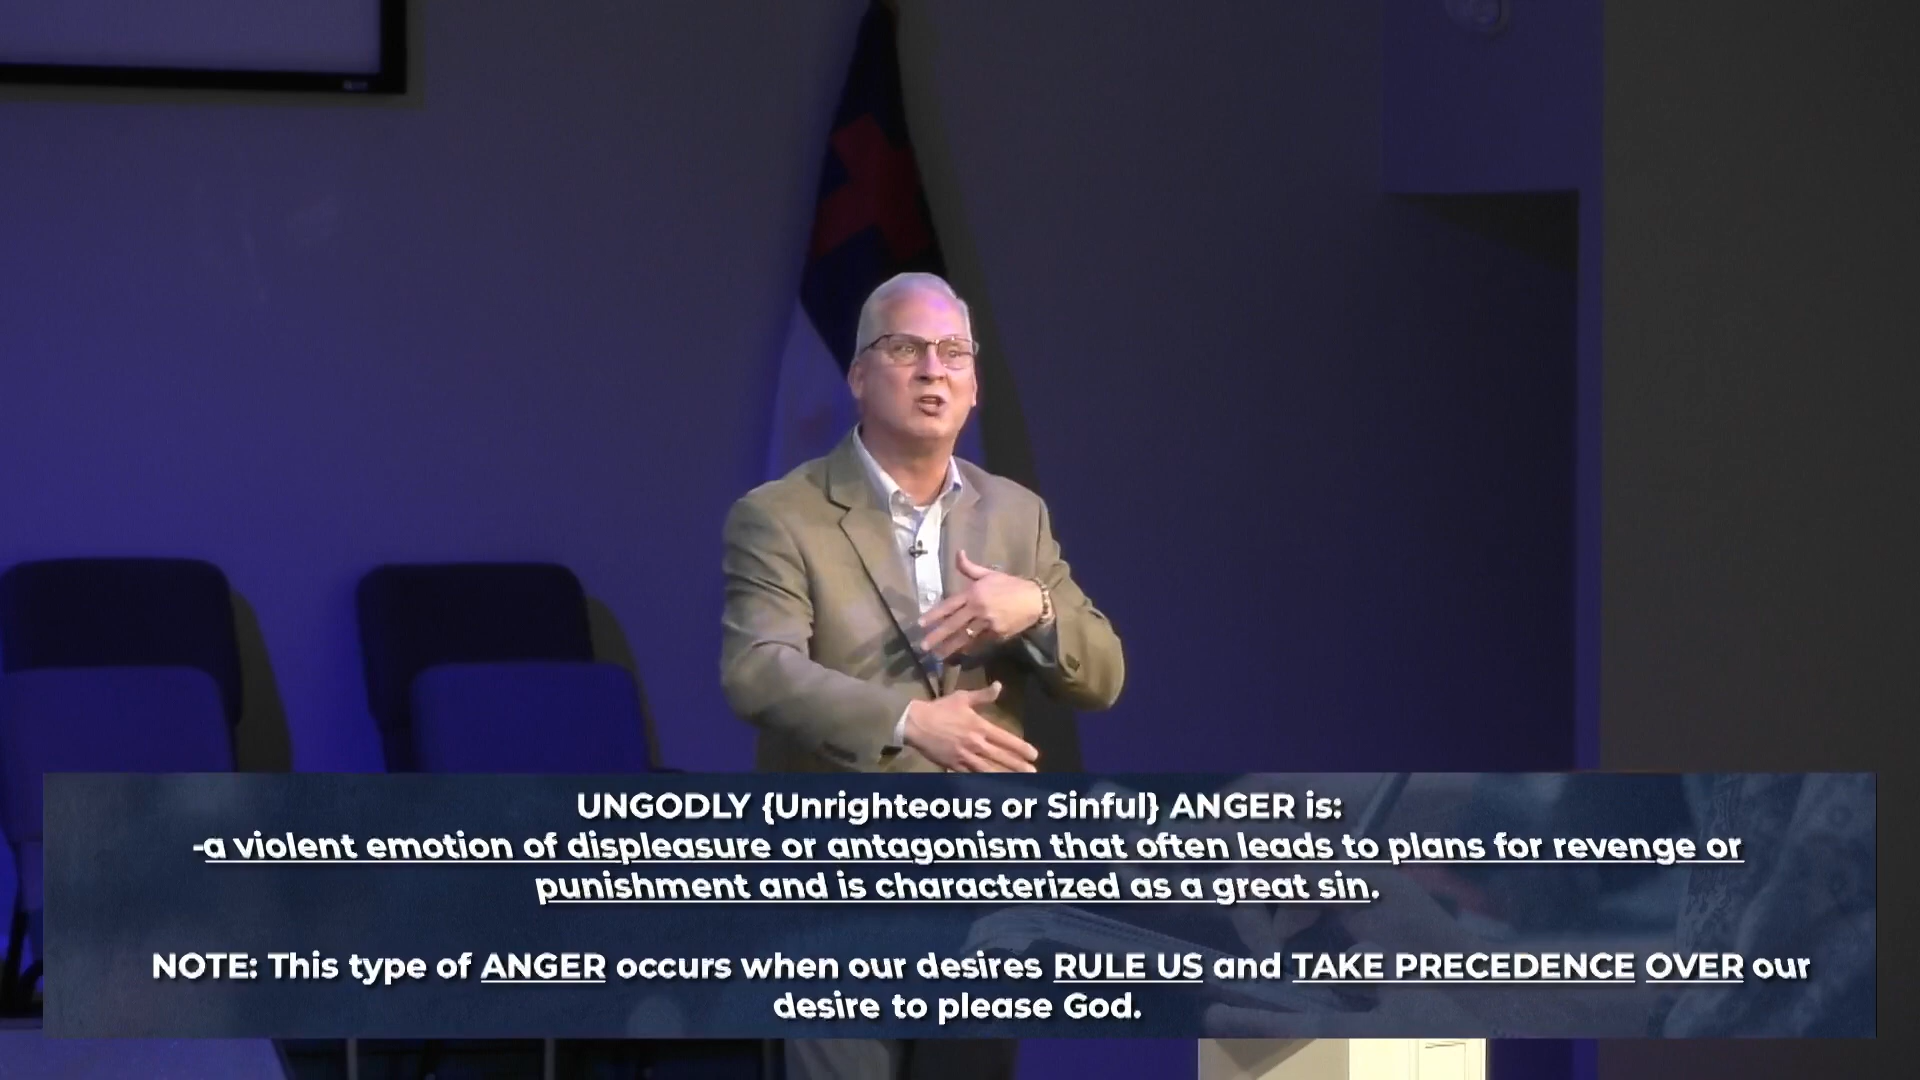 UNGODLY {Unrighteous or Sinful} ANGER is:
-a violent emotion of displeasure or antagonism that often leads to plans for revenge or
punishment and is characterized as a great sin.
NOTE: This type of ANGER occurs when our desires RULE US and TAKE PRECEDENCE OVER our
desire to please God.